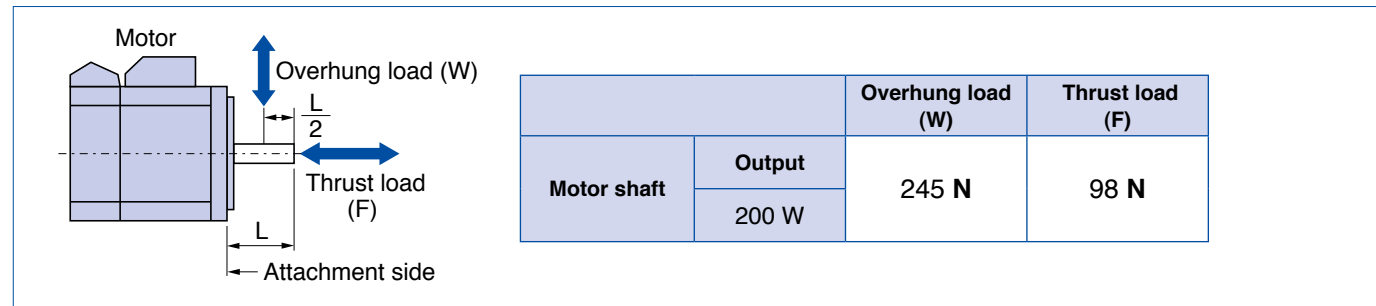 Motor
Overhung load (W)
L
2
Thrust load
(F)
L
Attachment side
Overhung load
(W)
Thrust load
(F)
Motor shaft
Output
200 W
245 N
98 N